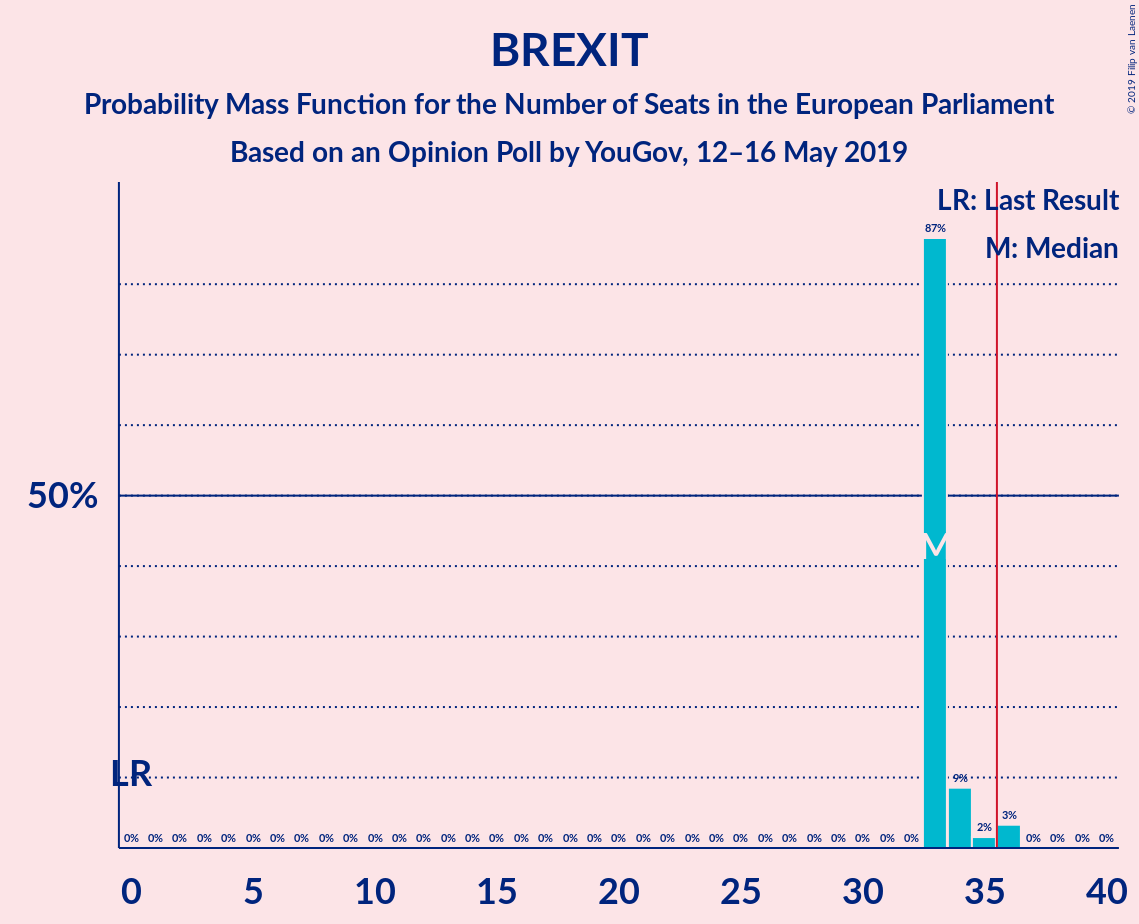 BREXIT
Probability Mass Function for the Number of Seats in the European Parliament
Based on an Opinion Poll by YouGov, 12–16 May 2019
© 2019 Filip van Laenen
LR: Last Result
M: Median
87%
50%
M
LR
9%
3%
2%
0% 0% 0% 0% 0% 0% 0% 0% 0% 0% 0% 0% 0% 0% 0% 0% 0% 0% 0% 0% 0% 0% 0% 0% 0% 0% 0% 0% 0% 0% 0% 0% 0% 0% 0% 0% 0%
0 5 10 15 20 25 30 35 40